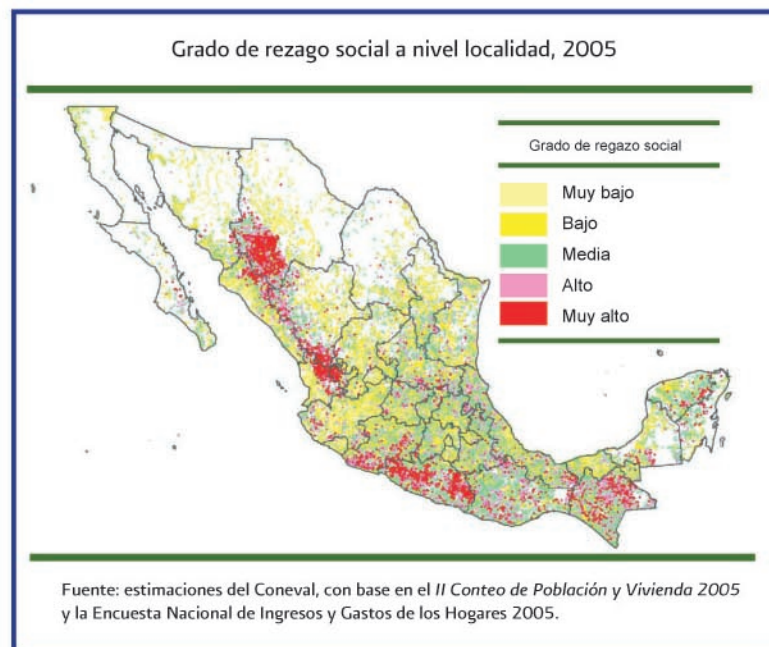 Grado de rezago social a nivel localidad, 2005
Grado de regazo social
Muy bajo
Bajo
Media
Alto
Muy alto
Fuente: estimaciones del Coneval, con base en el II Conteo de Población y Vivienda 2005
y la Encuesta Nacional de Ingresos y Gastos de los Hogares 2005.